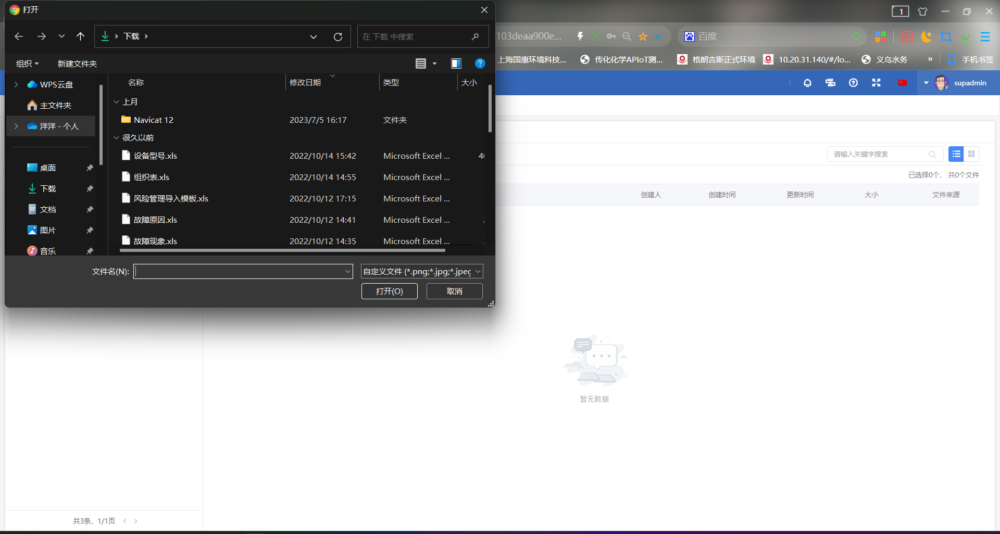 打开
下载
在 下载 中搜索
组织
新建文件夹
WPS云盘
主文件夹
洋洋 - 个人
桌面
下载
文档
图片
音乐
名称 修改日期 类型 大小
上月
Navicat 12 2023/7/5 16:17 文件夹
很久以前
设备型号.xls 2022/10/14 15:42 Microsoft Excel ...
组织表.xls 2022/10/14 14:55 Microsoft Excel ...
风险管理导入模板.xls 2022/10/12 17:15 Microsoft Excel ...
故障原因.xls 2022/10/12 14:41 Microsoft Excel ...
故障现象.xls 2022/10/12 14:35 Microsoft Excel ...
文件名(N):
自定义文件 (*.png;*.jpg;*.jpeg
打开(O) 取消
1
103deaa900e...
百度
上海国惠环境科技...
传化化学APIoT测...
格朗吉斯正式环境
10.20.31.140/#/lo...
义乌水务
»
手机书签
supadmin
请输入关键字搜索
已选择0个， 共0个文件
创建人 创建时间 更新时间 大小 文件来源
暂无数据
共3条，1/1页